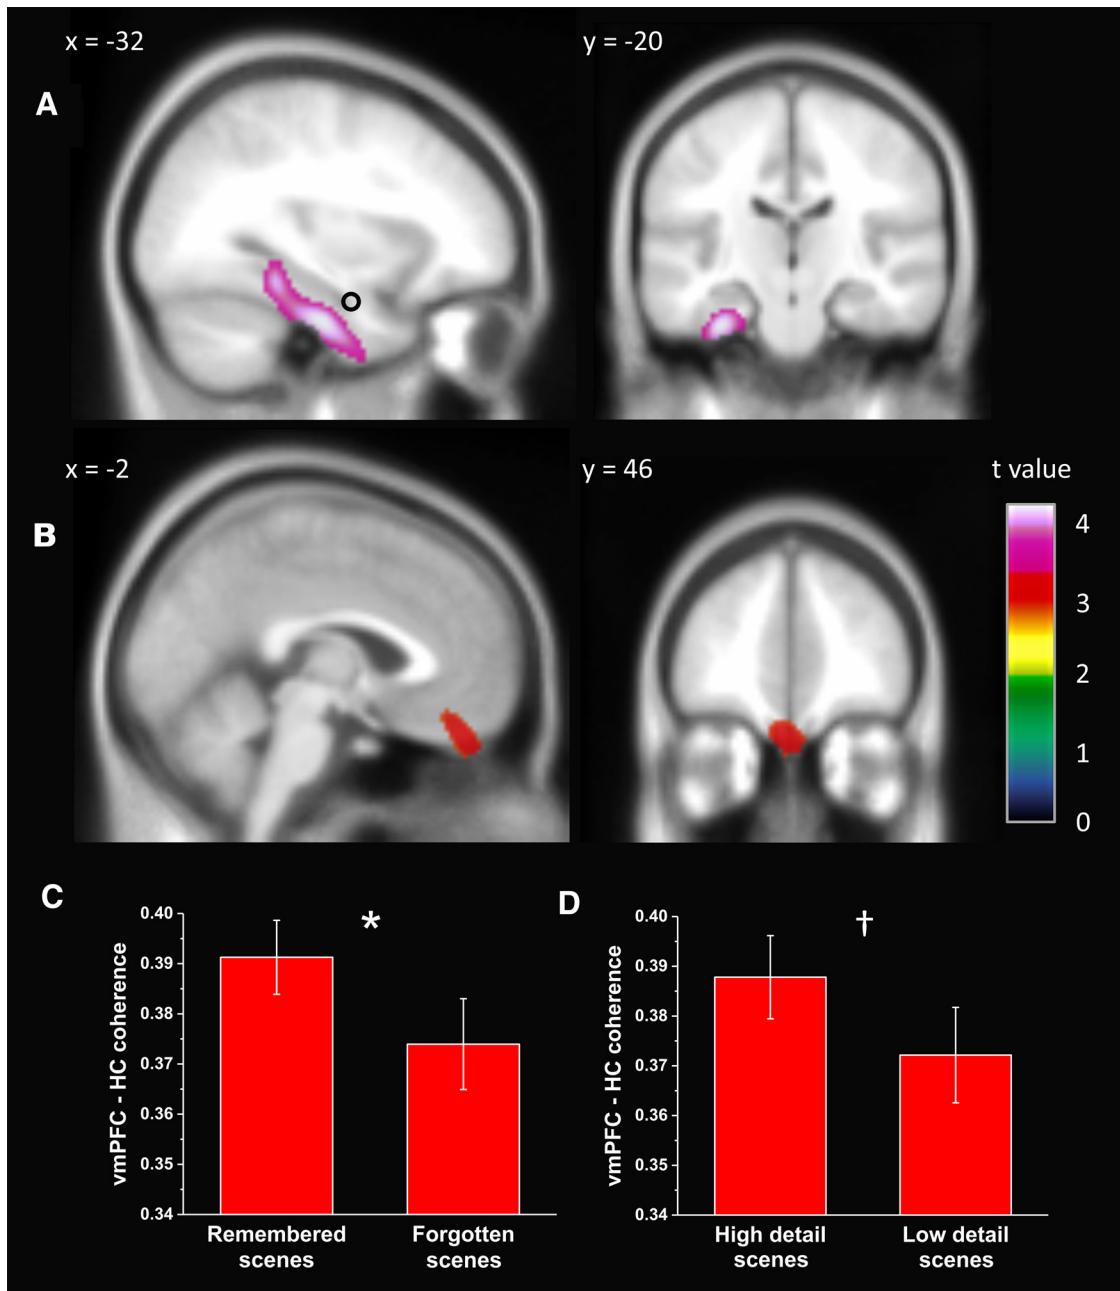 x = -32
y = -20
A
x = -2
y = 46
t value
B
4
3
2
1
0
C
D
*
†
0.40
0.39
0.38
0.37
0.36
0.35
0.34
vmPFC - HC coherence
Remembered
scenes
Forgotten
scenes
0.40
0.39
0.38
0.37
0.36
0.35
0.34
vmPFC - HC coherence
High detail
scenes
Low detail
scenes